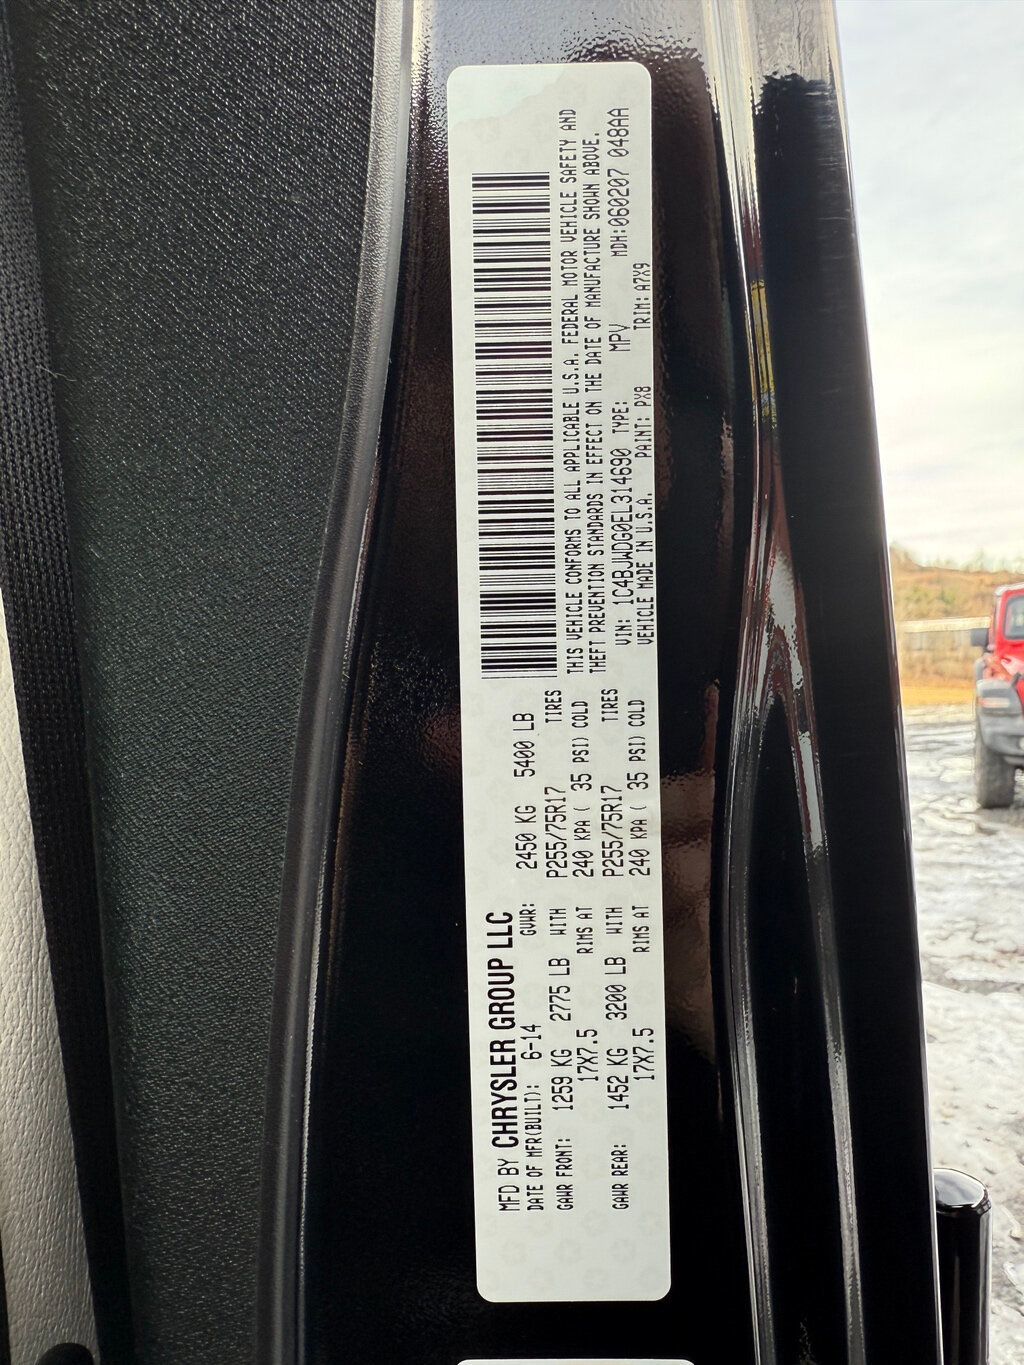 MFD BY CHRYSLER GROUP LLC
DATE OF MFR(BUILT): 6-14 GVWR: 2450 KG 5400 LB
GAWR FRONT: 1259 KG 2775 LB WITH P255/75R17 TIRES
17X7.5 RIMS AT 240 KPA ( 35 PSI) COLD
GAWR REAR: 1452 KG 3200 LB WITH P255/75R17 TIRES
17X7.5 RIMS AT 240 KPA ( 35 PSI) COLD
THIS VEHICLE CONFORMS TO ALL APPLICABLE U.S.A. FEDERAL MOTOR VEHICLE SAFETY AND
THEFT PREVENTION STANDARDS IN EFFECT ON THE DATE OF MANUFACTURE SHOWN ABOVE.
VIN: 1C4BJWDG0EL314690 TYPE: MPV MDH:060207 048AA
VEHICLE MADE IN U.S.A. PAINT: PX8 TRIM: A7X9